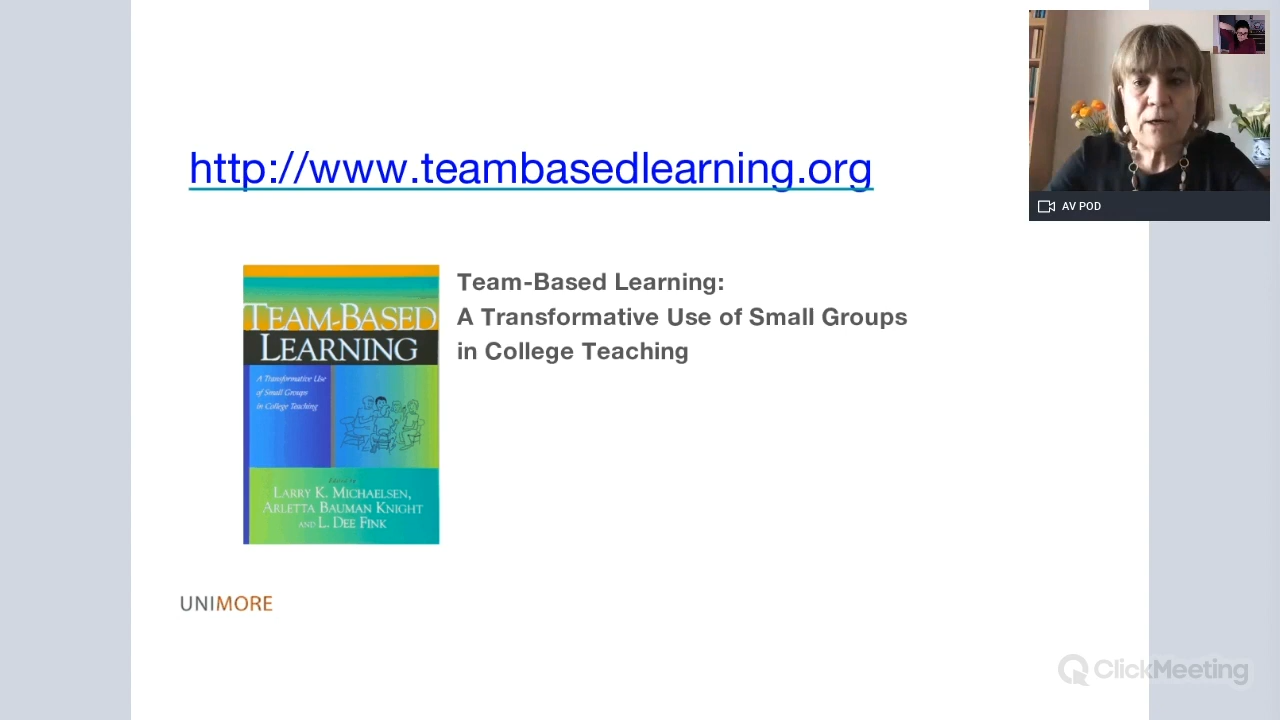 http://www.teambasedlearning.org
AV POD
TEAM-BASED
LEARNING
A Transformative Use
of Small Groups
in College Teaching
Edited by
LARRY K. MICHAELSEN,
ARLETTA BAUMAN KNIGHT
AND L. DEE FINK
Team-Based Learning:
A Transformative Use of Small Groups
in College Teaching
UNIMORE
ClickMeeting